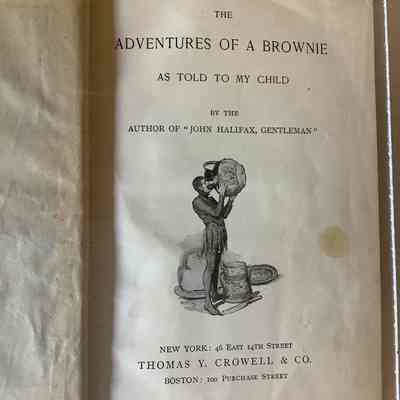 THE
ADVENTURES OF A BROWNIE
AS TOLD TO MY CHILD
BY THE
AUTHOR OF "JOHN HALIFAX, GENTLEMAN"
NEW YORK: 46 EAST 14TH STREET
THOMAS Y. CROWELL & CO.
BOSTON: 100 PURCHASE STREET